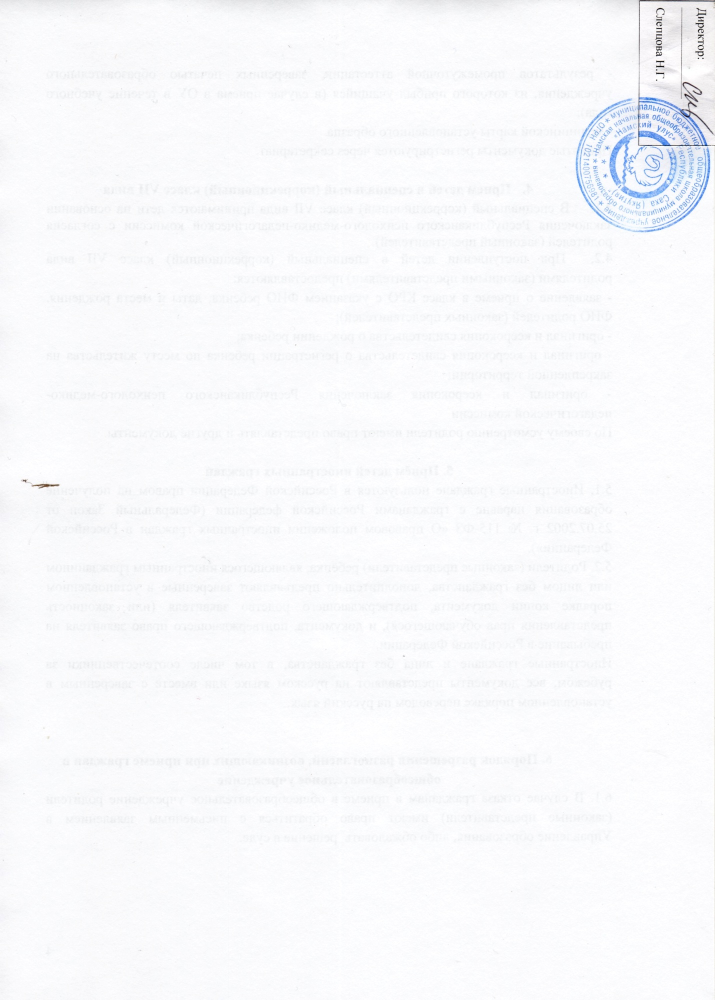 Директор:
Слепцова Н.Г.
* муниципальное бюджетное общеобразовательное учреждение * ОГРН 1021400759969
"Намская начальная общеобразовательная школа муниципального образования
«Намский улус»
Республики Саха (Якутия)"
- результатов промежуточной аттестации, заверенных печатью образовательного
учреждения, из которого прибыл учащийся (в случае приема в ОУ в течение учебного
карты установленного образца.
документы регистрируются через секретарию
4. Прием детей в специальный (коррекционный) класс VII вида
В специальный (коррекционный) класс VII вида принимаются дети на основании
заключения Республиканского психолого-медико-педагогической комиссии с согласия
родителей (законный представителей).
4.2. При поступлении детей в специальный (коррекционный) класс VII вида
родителями (законными представителями) предоставляются:
- заявление о приеме в класс КРО с указанием ФИО ребенка, даты и места рождения,
ФИО родителей (законных представителей);
- оригинал и ксерокопия свидетельства о рождении ребенка;
оригинал и ксерокопия свидетельства о регистрации ребенка по месту жительства на
закрепленной территории;
- оригинал и ксерокопия заключения Республиканского психолого-медико-
педагогической комиссии
По своему усмотрению родители имеют право представлять и другие документы
5. Приём детей иностранных граждан
5.1. Иностранные граждане пользуются в Российской Федерации правом на получение
образования наравне с гражданами Российской федерации (Федеральный Закон от
25.07.2002 г. № 115-ФЗ «О правовом положении иностранных граждан в Российской
Федерации).
5.2. Родители (законные представители) ребёнка, являющегося иностранным гражданином
или лицом без гражданства, дополнительно предъявляют заверенные в установленном
порядке копии документа, подтверждающего родство заявителя (или законность
представления прав обучающегося), и документа, подтверждающего право заявителя на
пребывание в Российской Федерации.
Иностранные граждане и лица без гражданства, в том числе соотечественники за
рубежом, все документы представляют на русском языке или вместе с заверенным в
установленном порядке переводом на русский язык.
6. Порядок разрешения разногласий, возникающих при приеме граждан в
общеобразовательное учреждение
6.1. В случае отказа гражданам в приеме в общеобразовательное учреждение родители
(законные представители) имеют право обратиться с письменным заявлением в
Управление образования, либо обжаловать решение в суде.
4